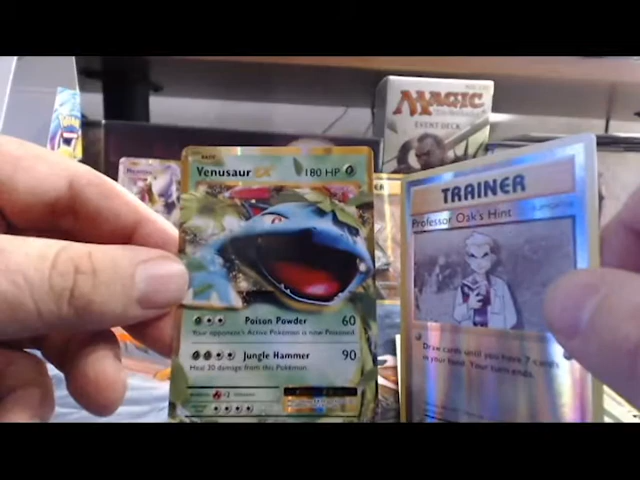 MAGIC
EVENT DECK
BASIC
Venusaur EX 180 HP
Poison Powder 60
Your opponent's Active Pokémon is now Poisoned.
Jungle Hammer 90
Heal 30 damage from this Pokémon.
TRAINER
Professor Oak's Hint
Draw cards until you have 7 cards
in your hand. Your turn ends.